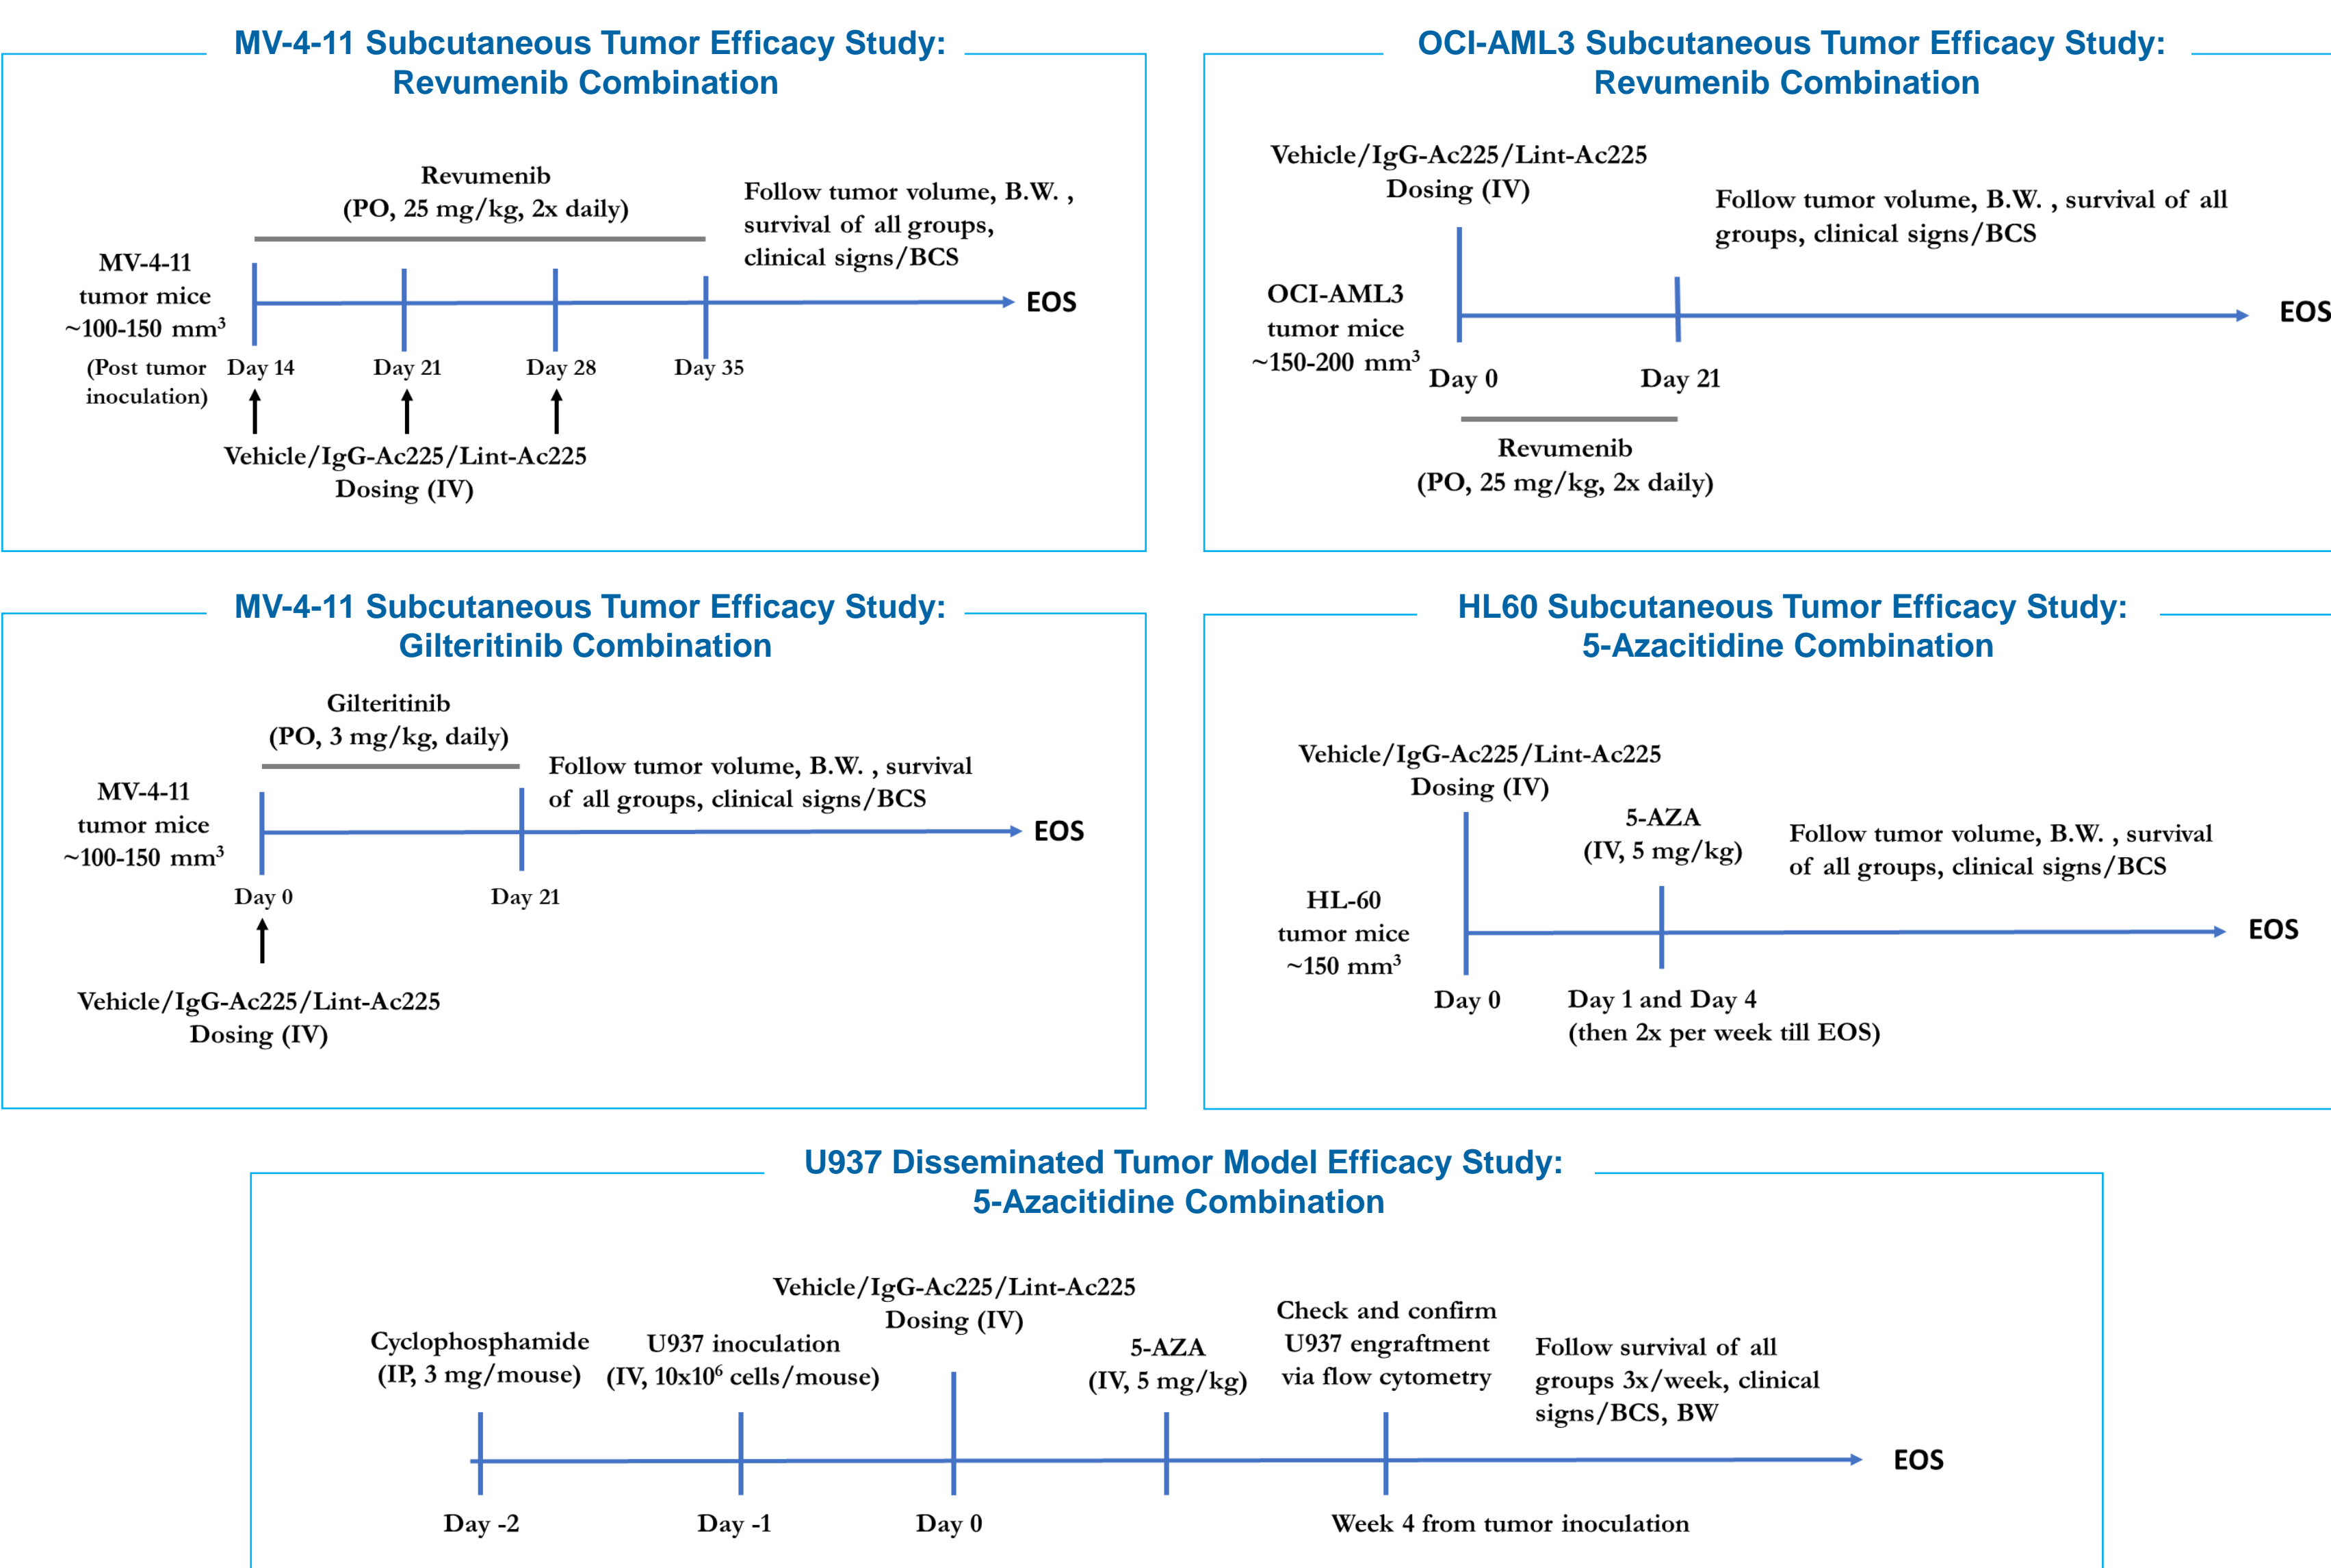 MV-4-11 Subcutaneous Tumor Efficacy Study:
Revumenib Combination
Revumenib
(PO, 25 mg/kg, 2x daily)
Follow tumor volume, B.W. ,
survival of all groups,
clinical signs/BCS
MV-4-11
tumor mice
~100-150 mm³
(Post tumor
inoculation)
EOS
Day 14
Day 21
Day 28
Day 35
Vehicle/IgG-Ac225/Lint-Ac225
Dosing (IV)
OCI-AML3 Subcutaneous Tumor Efficacy Study:
Revumenib Combination
Vehicle/IgG-Ac225/Lint-Ac225
Dosing (IV)
Follow tumor volume, B.W. , survival of all
groups, clinical signs/BCS
OCI-AML3
tumor mice
~150-200 mm³
EOS
Day 0
Day 21
Revumenib
(PO, 25 mg/kg, 2x daily)
MV-4-11 Subcutaneous Tumor Efficacy Study:
Gilteritinib Combination
Gilteritinib
(PO, 3 mg/kg, daily)
Follow tumor volume, B.W. , survival
of all groups, clinical signs/BCS
MV-4-11
tumor mice
~100-150 mm³
EOS
Day 0
Day 21
Vehicle/IgG-Ac225/Lint-Ac225
Dosing (IV)
HL60 Subcutaneous Tumor Efficacy Study:
5-Azacitidine Combination
Vehicle/IgG-Ac225/Lint-Ac225
Dosing (IV)
5-AZA
(IV, 5 mg/kg)
Follow tumor volume, B.W. , survival
of all groups, clinical signs/BCS
HL-60
tumor mice
~150 mm³
EOS
Day 0
Day 1 and Day 4
(then 2x per week till EOS)
U937 Disseminated Tumor Model Efficacy Study:
5-Azacitidine Combination
Cyclophosphamide
(IP, 3 mg/mouse)
U937 inoculation
(IV, 10x10⁶ cells/mouse)
Vehicle/IgG-Ac225/Lint-Ac225
Dosing (IV)
5-AZA
(IV, 5 mg/kg)
Check and confirm
U937 engraftment
via flow cytometry
Follow survival of all
groups 3x/week, clinical
signs/BCS, BW
EOS
Day -2
Day -1
Day 0
Week 4 from tumor inoculation